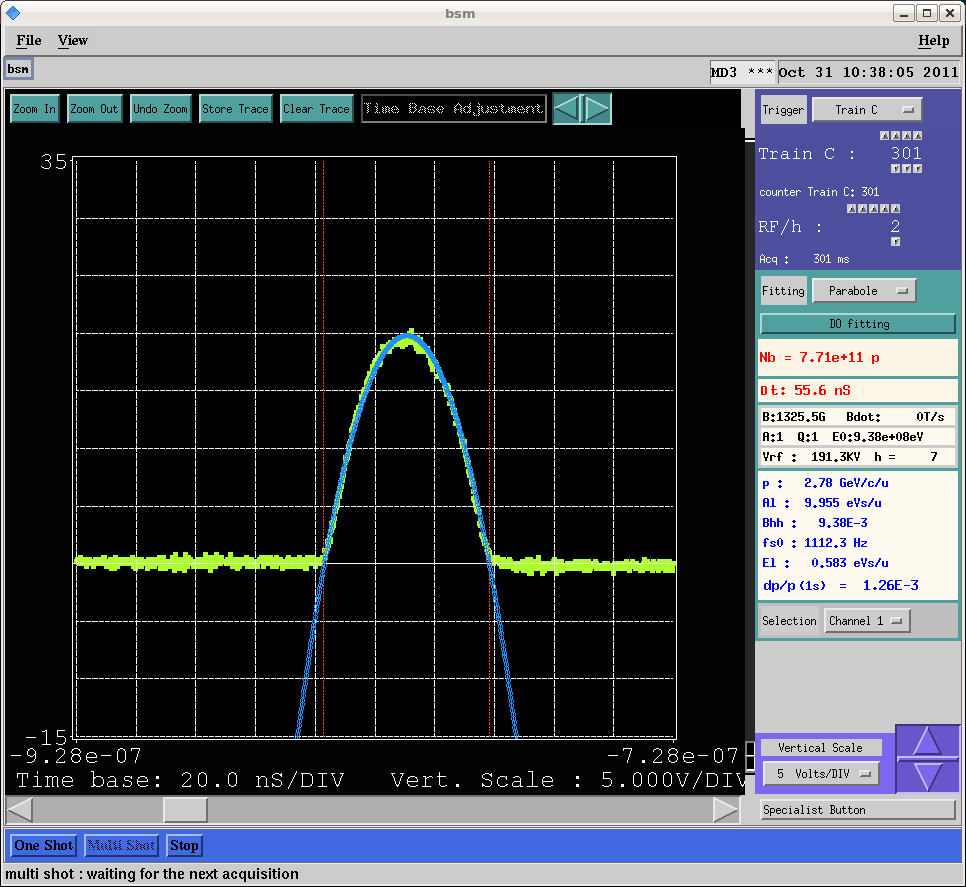 bsm
File View Help
bsm
MD3 *** Oct 31 10:38:05 2011
Zoom In Zoom Out Undo Zoom Store Trace Clear Trace Time Base Adjustment
Trigger Train C
Train C : 301
counter Train C: 301
RF/h : 2
Acq : 301 ms
Fitting Parabole
DO fitting
Nb = 7.71e+11 p
Dt: 55.6 nS
B:1325.5G Bdot: 0T/s
A:1 Q:1 E0:9.38e+08eV
Vrf : 191.3KV h = 7
p : 2.78 GeV/c/u
Al : 9.955 eVs/u
Bhh : 9.38E-3
fs0 : 1112.3 Hz
El : 0.583 eVs/u
dp/p(1s) = 1.26E-3
Selection Channel 1
35
-15
-9.28e-07 -7.28e-07
Time base: 20.0 nS/DIV Vert. Scale : 5.000V/DIV
Vertical Scale
5 Volts/DIV
Specialist Button
One Shot Multi Shot Stop
multi shot : waiting for the next acquisition